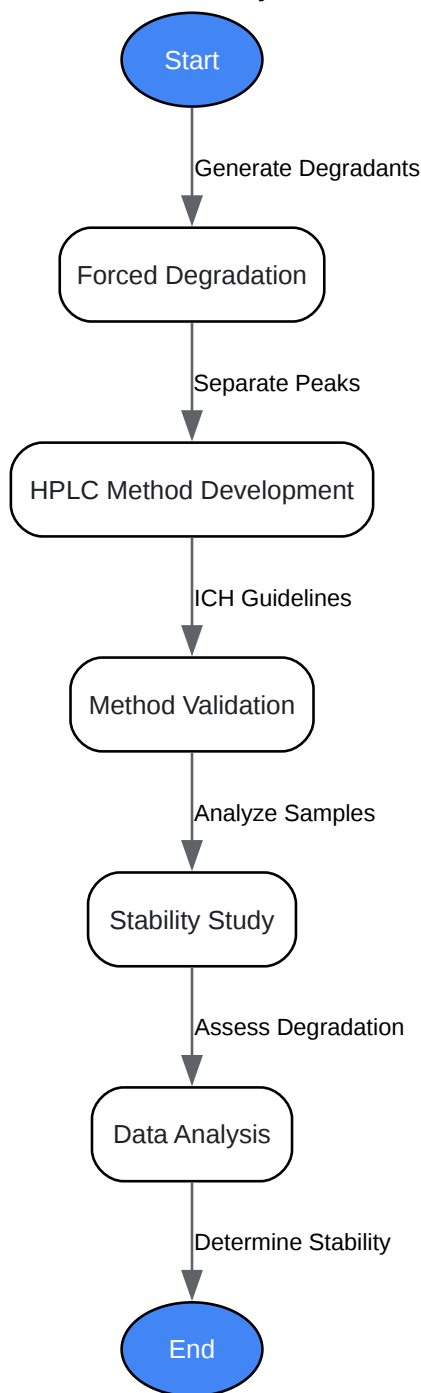 Start
Generate Degradants
Forced Degradation
Separate Peaks
HPLC Method Development
ICH Guidelines
Method Validation
Analyze Samples
Stability Study
Assess Degradation
Data Analysis
Determine Stability
End